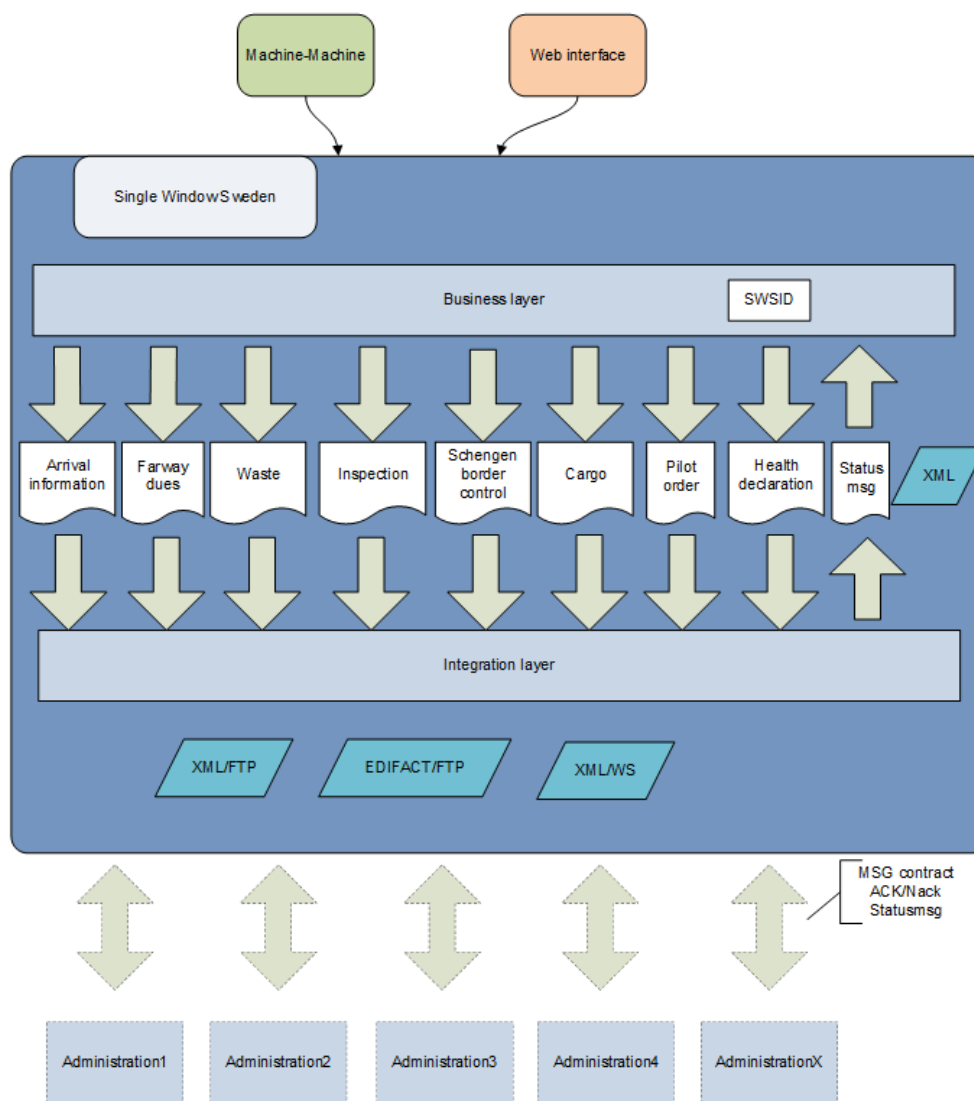 Machine-Machine
Web interface
Single WindowSweden
Business layer
SWSID
Arrival
information
Farway
dues
Waste
Inspection
Schengen
border
control
Cargo
Pilot
order
Health
declaration
Status
msg
XML
Integration layer
XML/FTP
EDIFACT/FTP
XML/WS
MSG contract
ACK/Nack
Statusmsg
Administration1
Administration2
Administration3
Administration4
AdministrationX